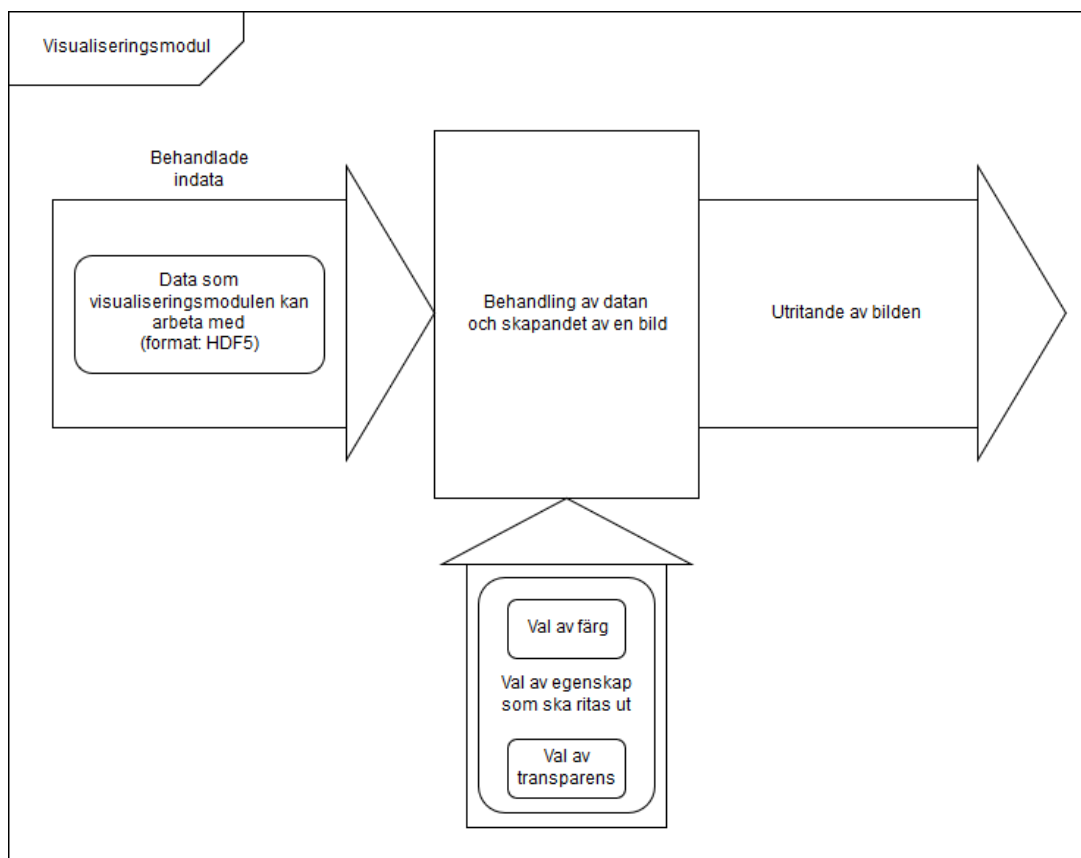 Visualiseringsmodul
Behandlade
indata
Data som
visualiseringsmodulen kan
arbeta med
(format: HDF5)
Behandling av datan
och skapandet av en bild
Utritande av bilden
Val av färg
Val av egenskap
som ska ritas ut
Val av
transparens